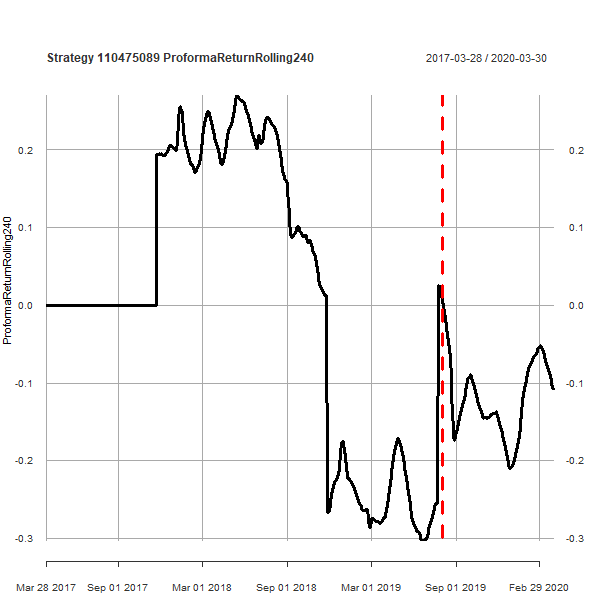 Strategy 110475089 ProformaReturnRolling240
2017-03-28 / 2020-03-30
ProformaReturnRolling240
0.2
0.1
0.0
-0.1
-0.2
-0.3
0.2
0.1
0.0
-0.1
-0.2
-0.3
Mar 28 2017
Sep 01 2017
Mar 01 2018
Sep 01 2018
Mar 01 2019
Sep 01 2019
Feb 29 2020